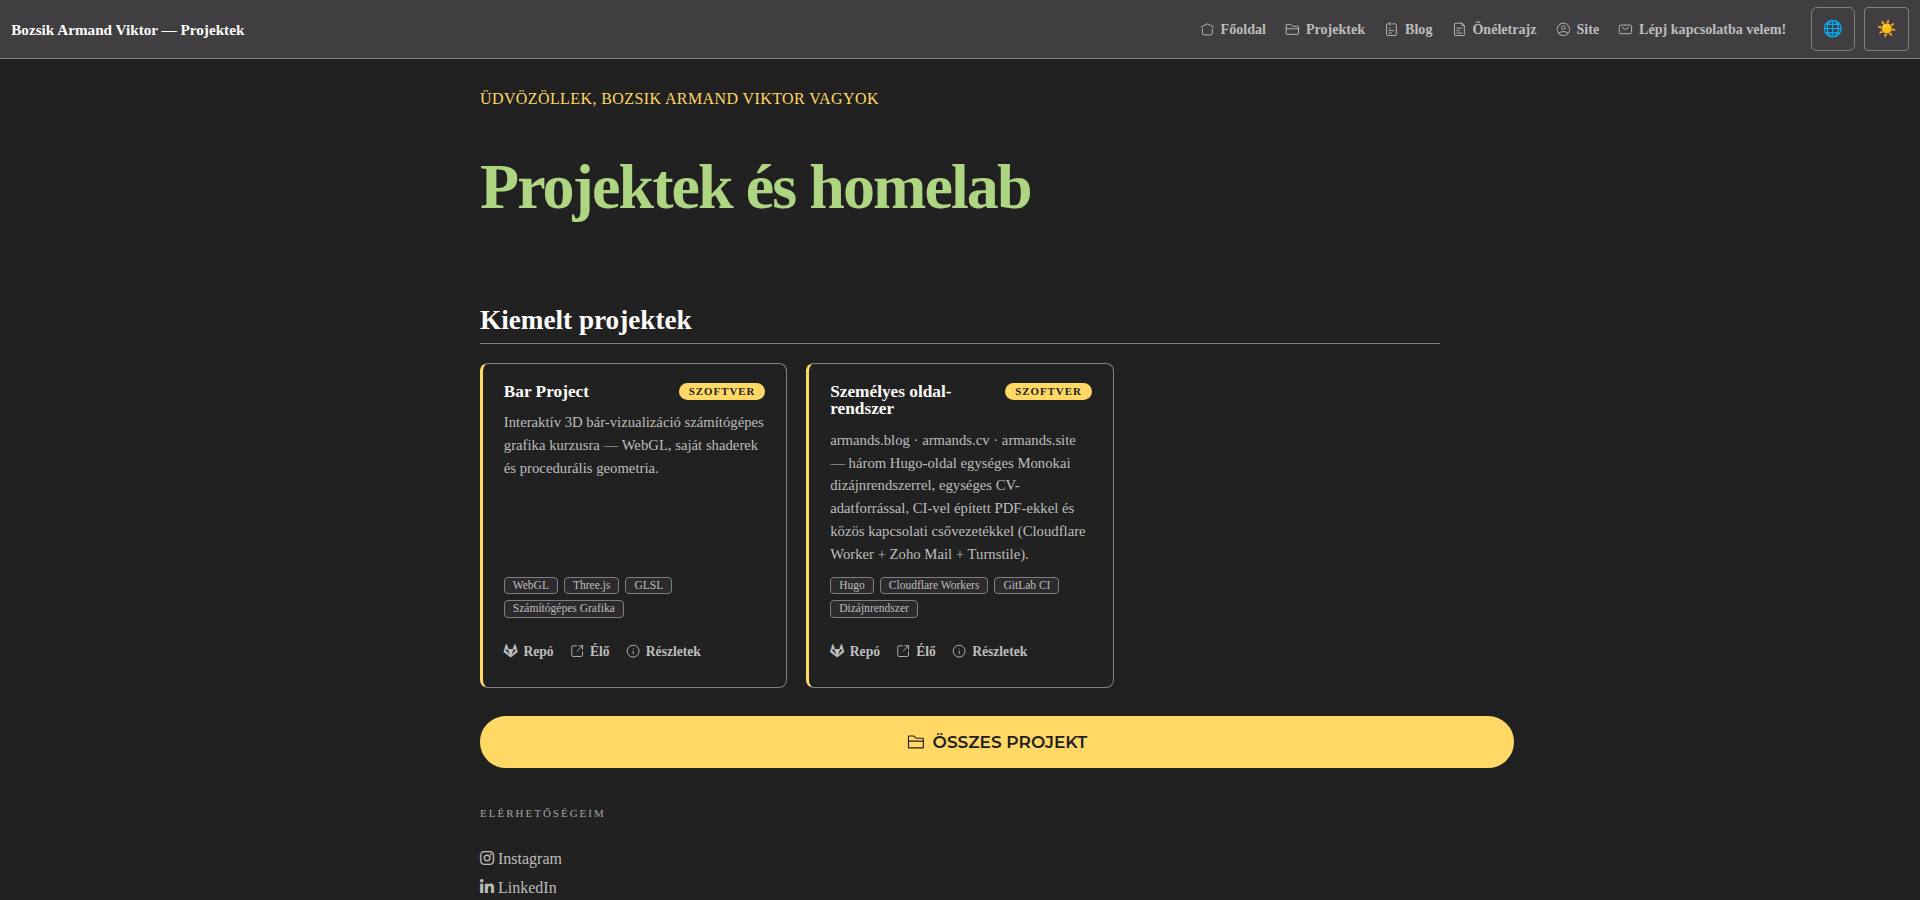 Bozsik Armand Viktor — Projektek
Főoldal
Projektek
Blog
Önéletrajz
Site
Lépj kapcsolatba velem!
ÜDVÖZÖLLEK, BOZSIK ARMAND VIKTOR VAGYOK
Projektek és homelab
Kiemelt projektek
Bar Project
SZOFTVER
Interaktív 3D bár-vizualizáció számítógépes
grafika kurzusra — WebGL, saját shaderek
és procedurális geometria.
WebGL
Three.js
GLSL
Számítógépes Grafika
Repó
Élő
Részletek
Személyes oldal-
rendszer
SZOFTVER
armands.blog · armands.cv · armands.site
— három Hugo-oldal egységes Monokai
dizájnrendszerrel, egységes CV-
adatforrással, CI-vel épített PDF-ekkel és
közös kapcsolati csővezetékkel (Cloudflare
Worker + Zoho Mail + Turnstile).
Hugo
Cloudflare Workers
GitLab CI
Dizájnrendszer
Repó
Élő
Részletek
ÖSSZES PROJEKT
ELÉRHETŐSÉGEIM
Instagram
LinkedIn